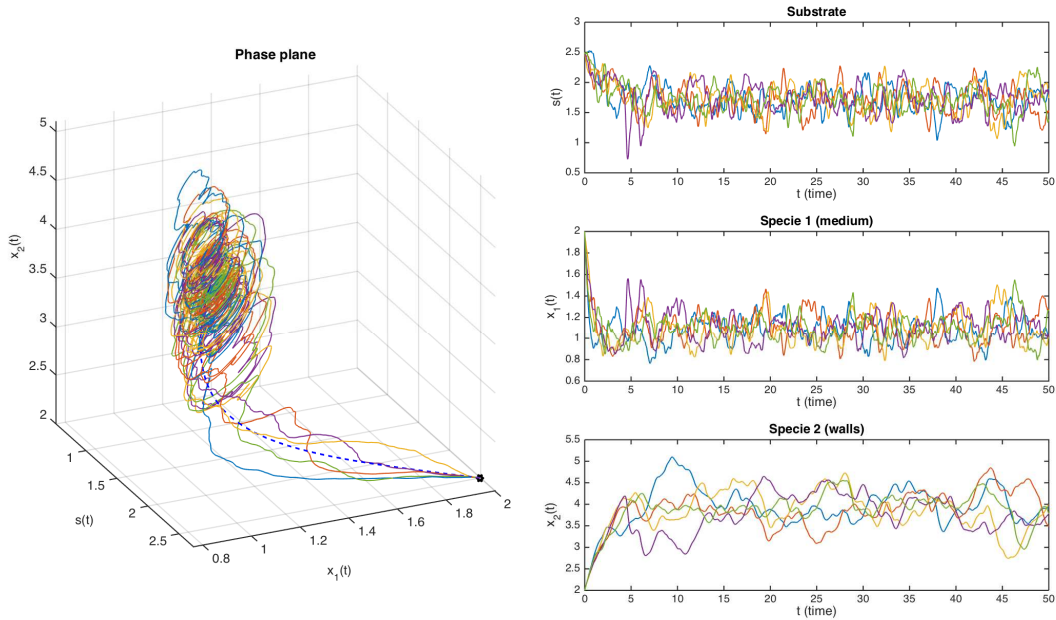 Phase plane
5
4.5
4
3.5
3
2.5
2
x2(t)
1
1.5
2
2.5
s(t)
0.8
1
1.2
1.4
1.6
1.8
2
x1(t)
Substrate
3
2.5
2
1.5
1
0.5
s(t)
0 5 10 15 20 25 30 35 40 45 50
t (time)
Specie 1 (medium)
2
1.8
1.6
1.4
1.2
1
0.8
0.6
x1(t)
0 5 10 15 20 25 30 35 40 45 50
t (time)
Specie 2 (walls)
5.5
5
4.5
4
3.5
3
2.5
2
x2(t)
0 5 10 15 20 25 30 35 40 45 50
t (time)